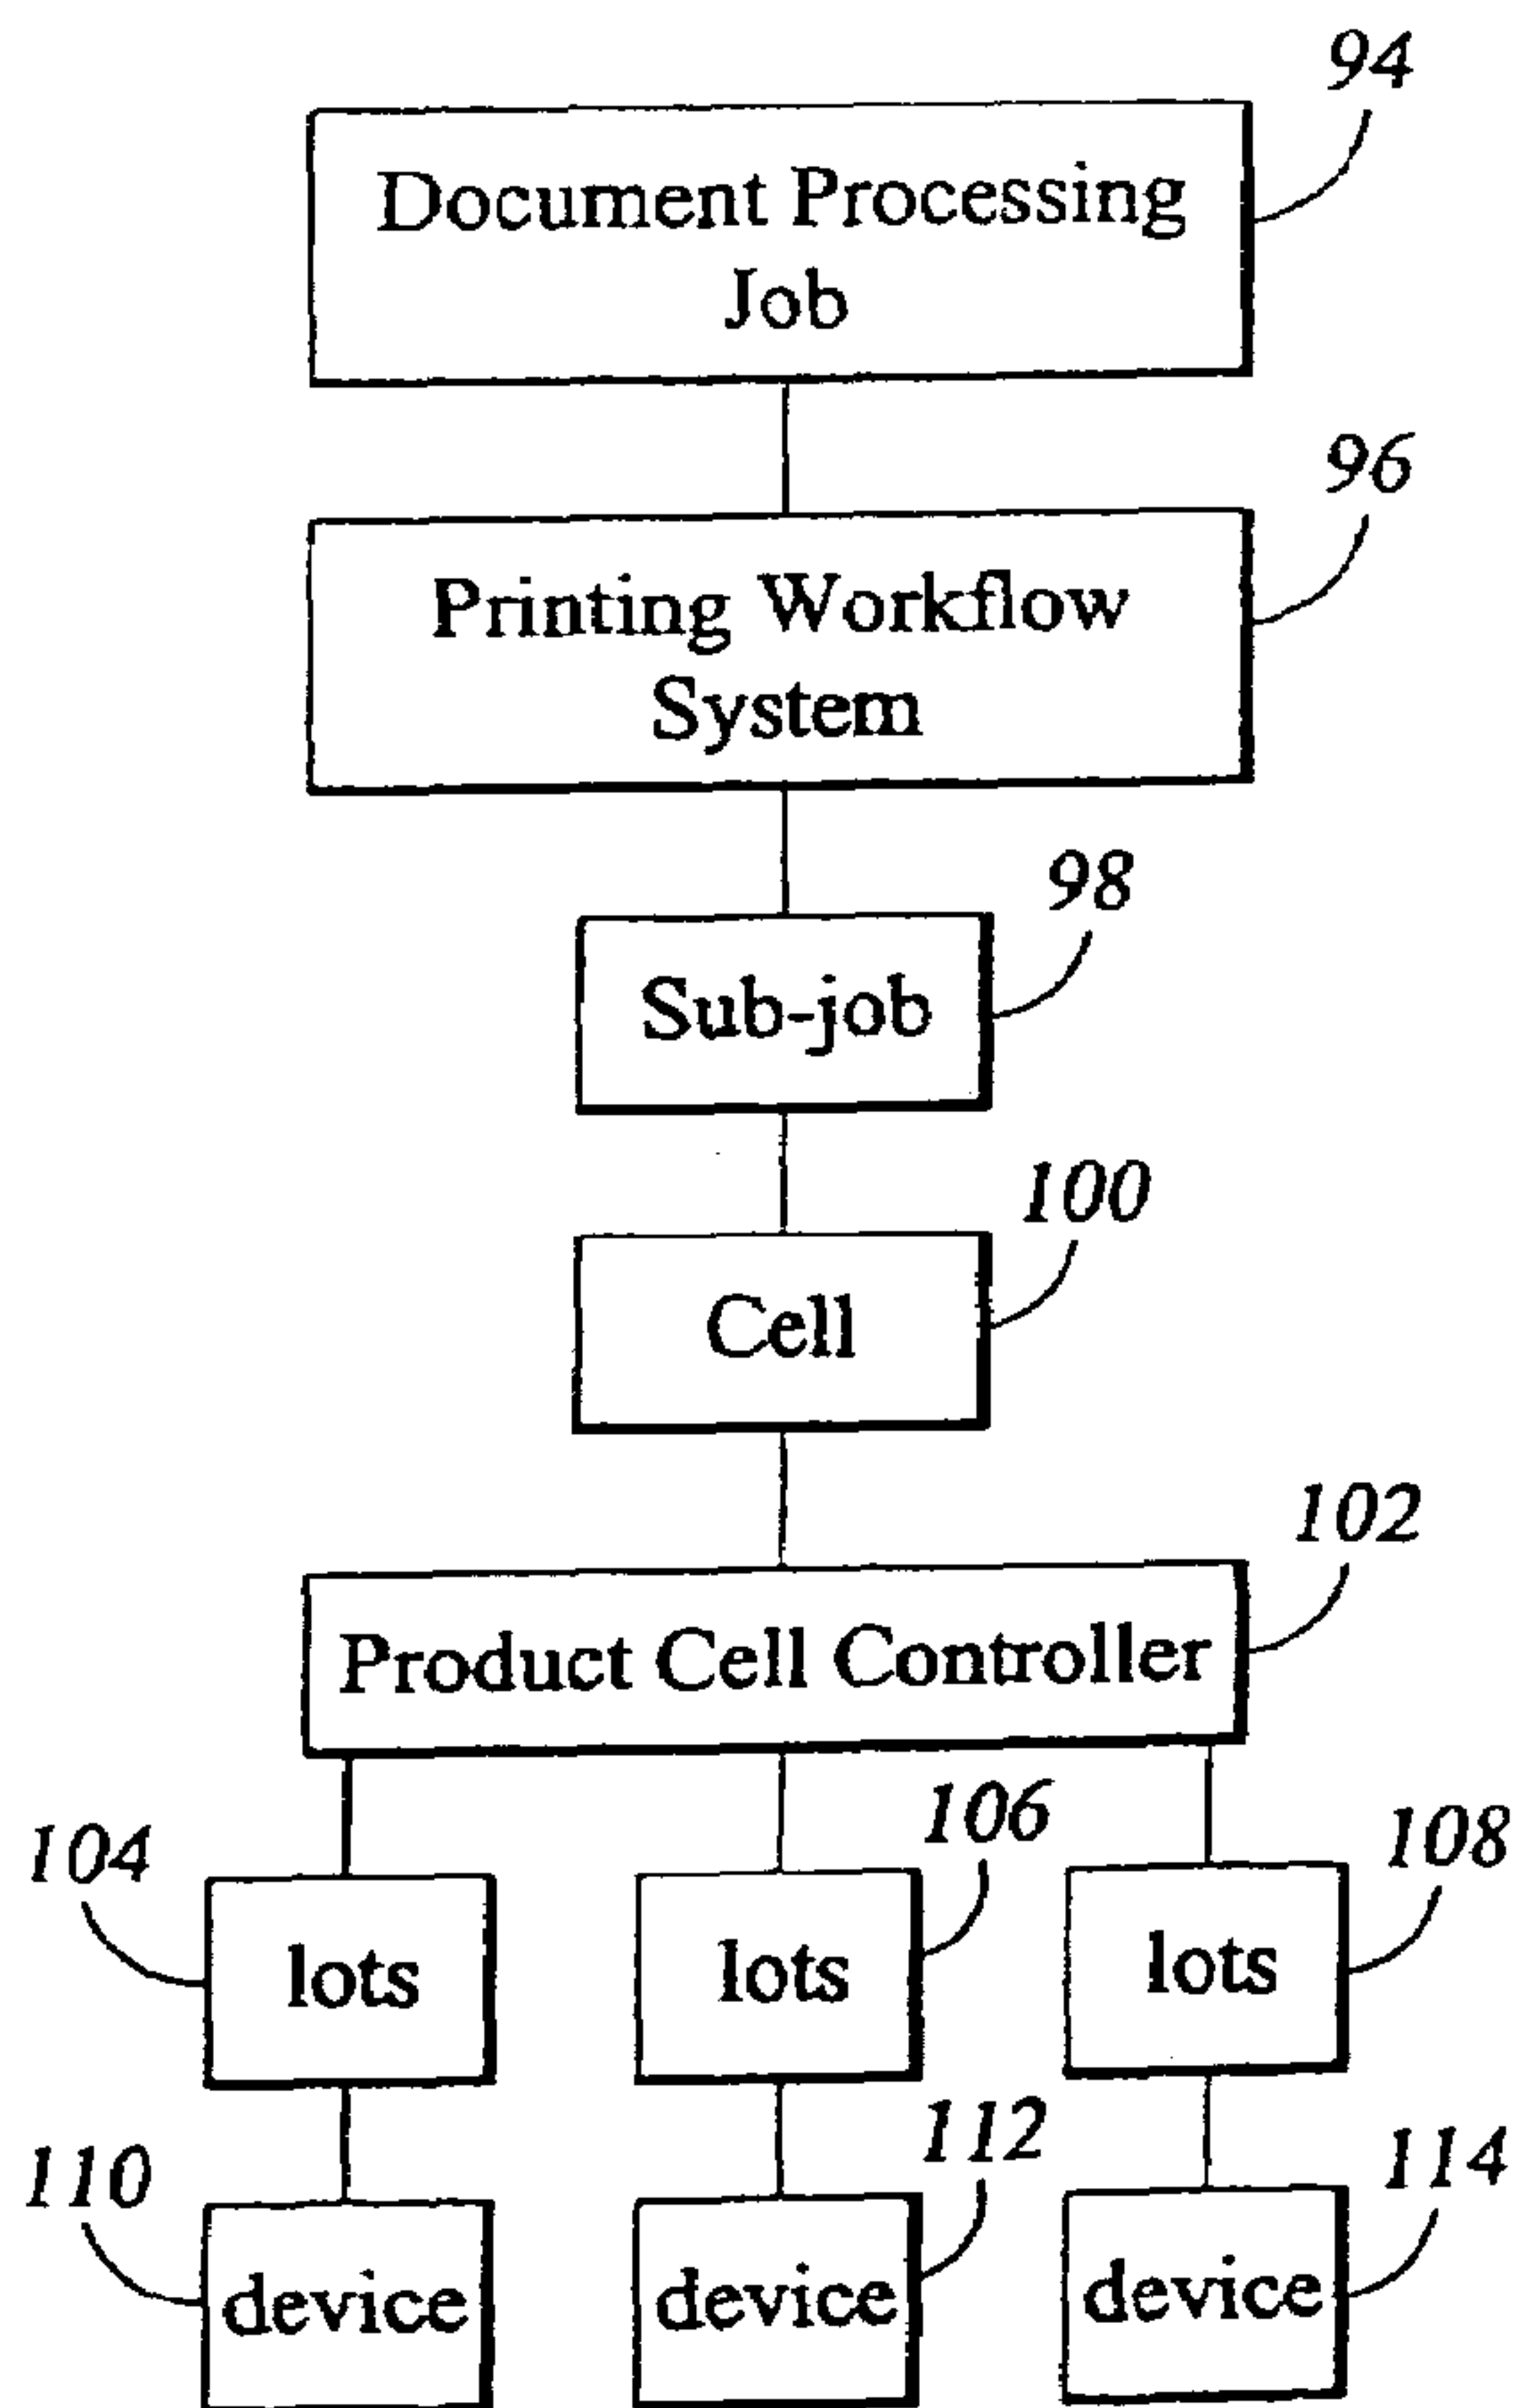 94
Document Processing
Job
96
Printing Workflow
System
98
Sub-job
100
Cell
102
Product Cell Controller
104
106
108
lots
lots
lots
110
112
114
device
device
device